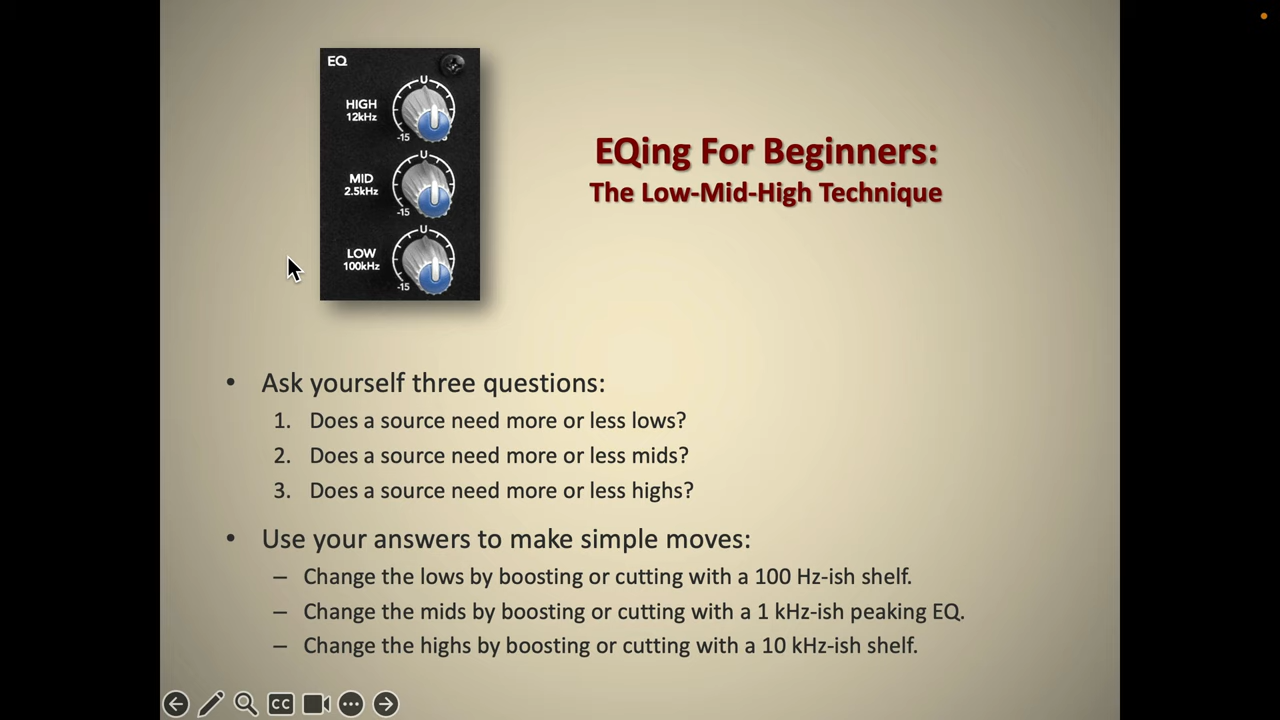 EQ
U
HIGH
12kHz
-15
U
MID
2.5kHz
-15
U
LOW
100kHz
-15
EQing For Beginners:
The Low-Mid-High Technique
• Ask yourself three questions:
1. Does a source need more or less lows?
2. Does a source need more or less mids?
3. Does a source need more or less highs?
• Use your answers to make simple moves:
– Change the lows by boosting or cutting with a 100 Hz-ish shelf.
– Change the mids by boosting or cutting with a 1 kHz-ish peaking EQ.
– Change the highs by boosting or cutting with a 10 kHz-ish shelf.
CC